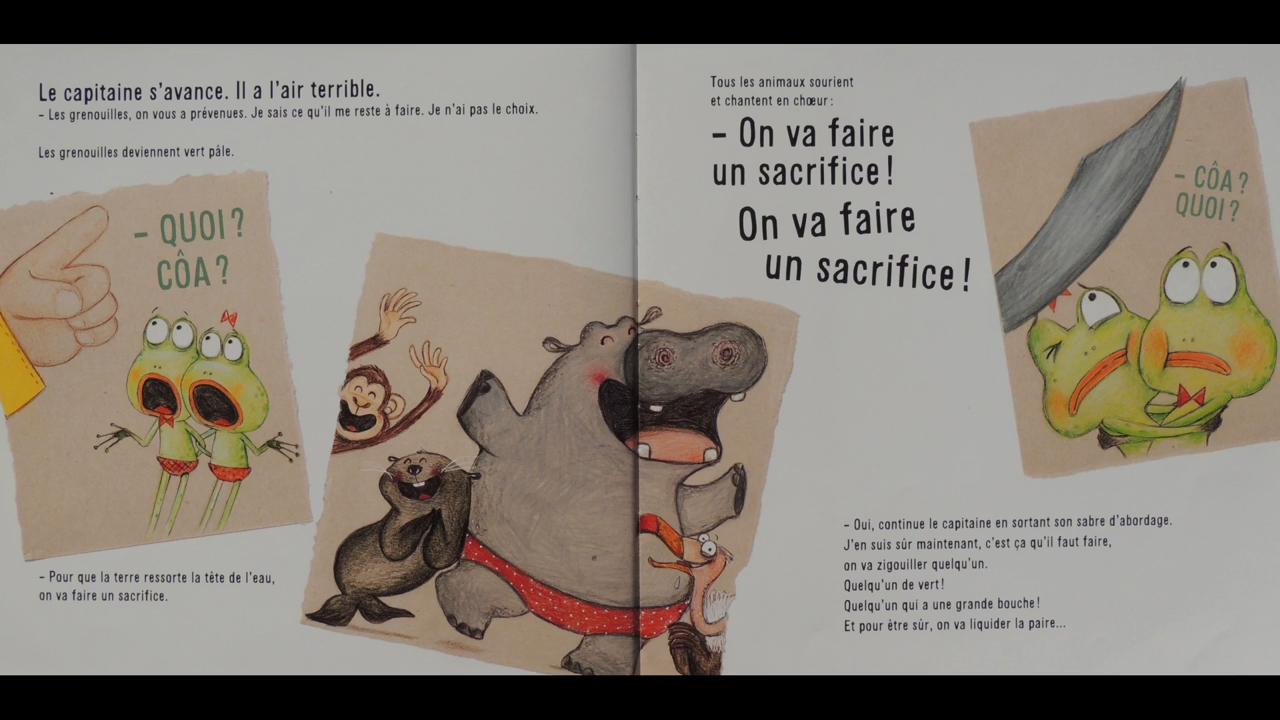 Le capitaine s'avance. Il a l'air terrible.
– Les grenouilles, on vous a prévenues. Je sais ce qu'il me reste à faire. Je n'ai pas le choix.
Les grenouilles deviennent vert pâle.
– QUOI ?
CÔA ?
– Pour que la terre ressorte la tête de l'eau,
on va faire un sacrifice.
Tous les animaux sourient
et chantent en chœur :
– On va faire
un sacrifice !
On va faire
un sacrifice !
– CÔA ?
QUOI ?
– Oui, continue le capitaine en sortant son sabre d'abordage.
J'en suis sûr maintenant, c'est ça qu'il faut faire,
on va zigouiller quelqu'un.
Quelqu'un de vert !
Quelqu'un qui a une grande bouche !
Et pour être sûr, on va liquider la paire...